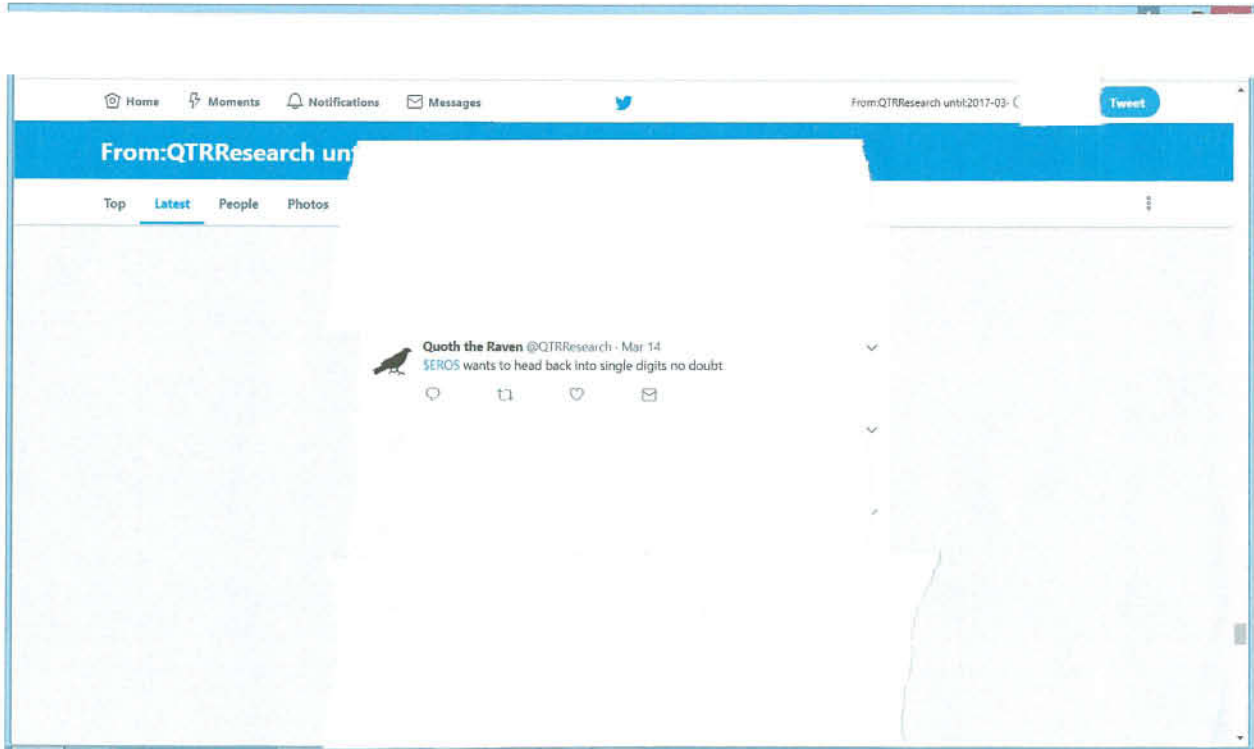 Home Moments Notifications Messages From:QTRResearch until:2017-03- Tweet
From:QTRResearch
Top Latest People Photos
Quoth the Raven @QTRResearch · Mar 14
$EROS wants to head back into single digits no doubt